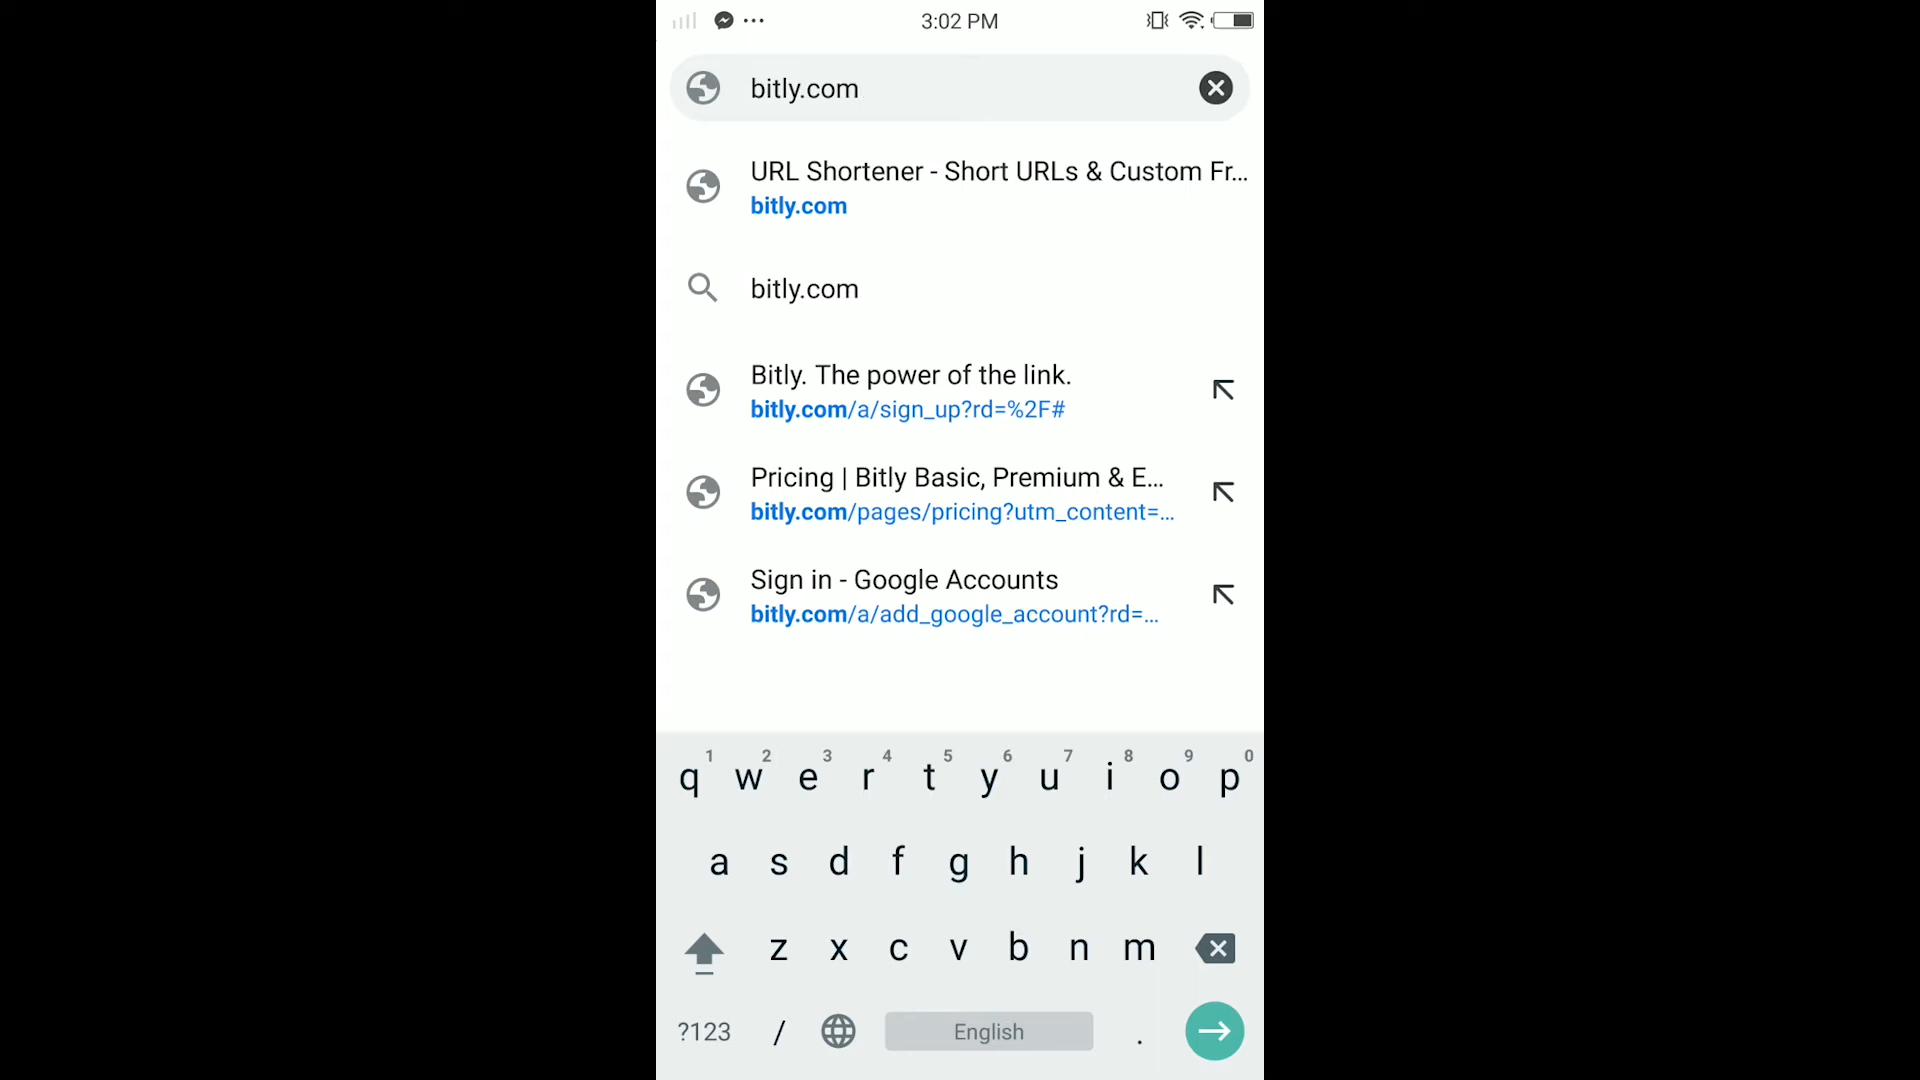 3:02 PM
bitly.com
URL Shortener - Short URLs & Custom Fr...
bitly.com
bitly.com
Bitly. The power of the link.
bitly.com/a/sign_up?rd=%2F#
Pricing | Bitly Basic, Premium & E...
bitly.com/pages/pricing?utm_content=...
Sign in - Google Accounts
bitly.com/a/add_google_account?rd=...
1 2 3 4 5 6 7 8 9 0
q w e r t y u i o p
a s d f g h j k l
z x c v b n m
?123 / English .